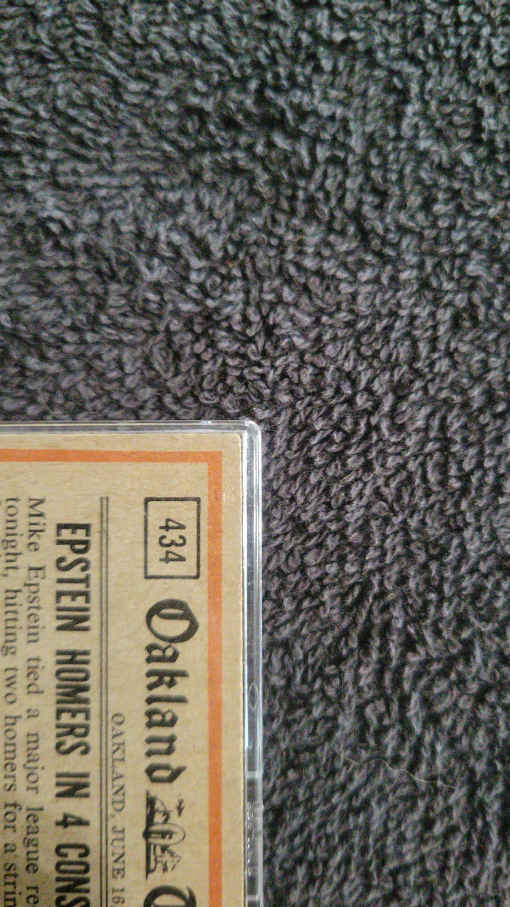 434
Oakland
OAKLAND, JUNE 16
EPSTEIN HOMERS IN 4 CONS
Mike Epstein tied a major league re
tonight, hitting two homers for a strin